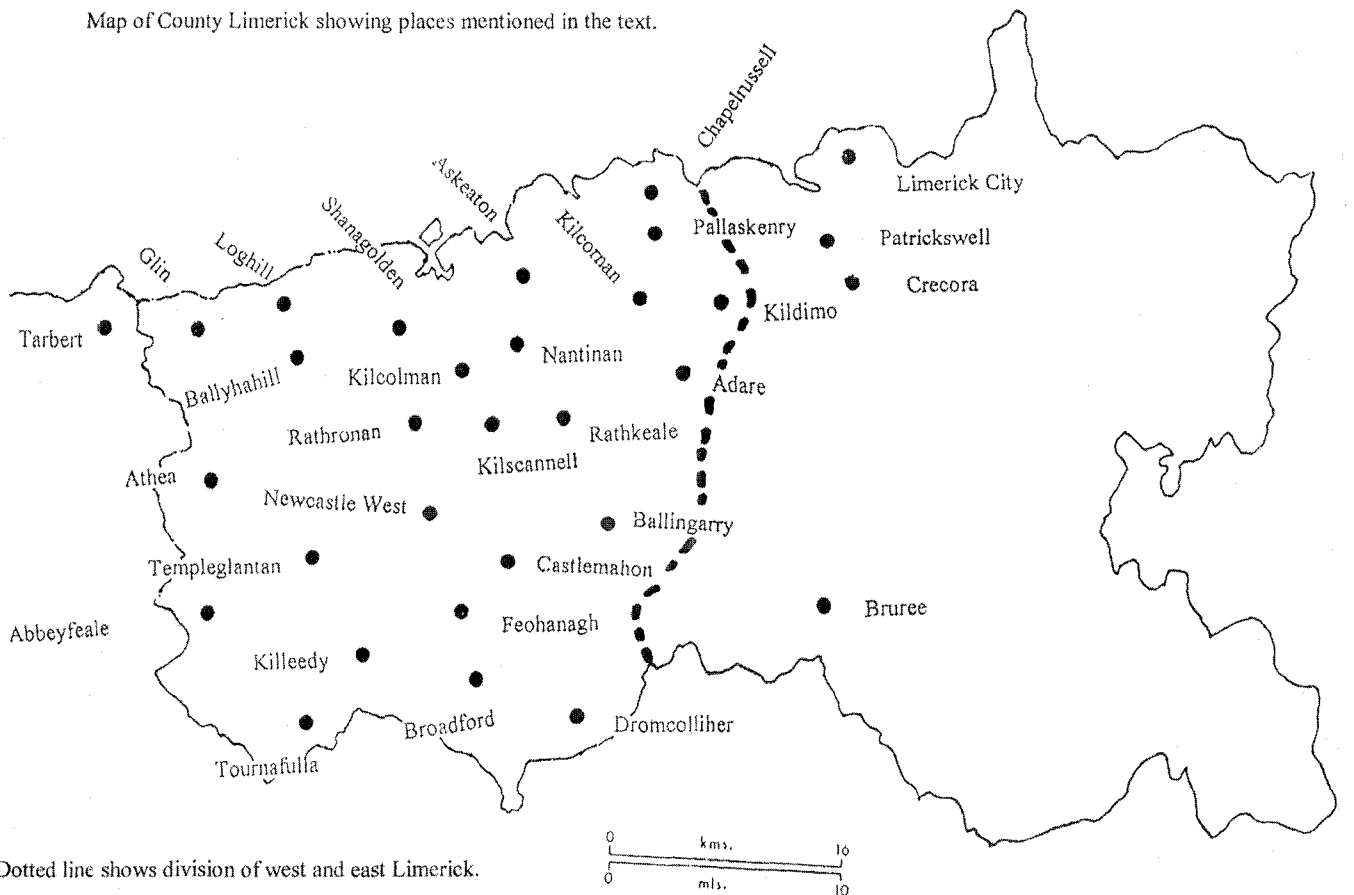 Map of County Limerick showing places mentioned in the text.
Chapelrussell
Askeaton
Limerick City
Shanagolden
Kilcornan
Pallaskenry
Patrickswell
Loghill
Glin
Crecora
Kildimo
Tarbert
Nantinan
Ballyhahill
Kilcolman
Adare
Rathronan
Rathkeale
Kilscannell
Athea
Newcastle West
Ballingarry
Templeglantan
Castlemahon
Bruree
Abbeyfeale
Feohanagh
Killeedy
Broadford
Dromcolliher
Tournafulla
0 kms. 16
0 mls. 10
Dotted line shows division of west and east Limerick.